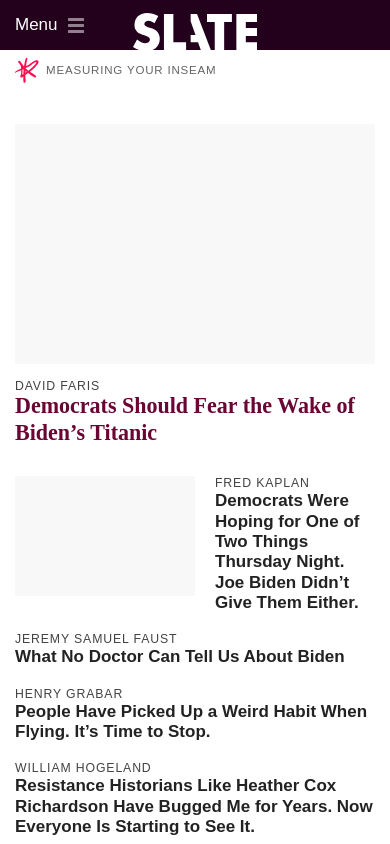 Menu
SLATE
MEASURING YOUR INSEAM
DAVID FARIS
Democrats Should Fear the Wake of
Biden’s Titanic
FRED KAPLAN
Democrats Were
Hoping for One of
Two Things
Thursday Night.
Joe Biden Didn’t
Give Them Either.
JEREMY SAMUEL FAUST
What No Doctor Can Tell Us About Biden
HENRY GRABAR
People Have Picked Up a Weird Habit When
Flying. It’s Time to Stop.
WILLIAM HOGELAND
Resistance Historians Like Heather Cox
Richardson Have Bugged Me for Years. Now
Everyone Is Starting to See It.